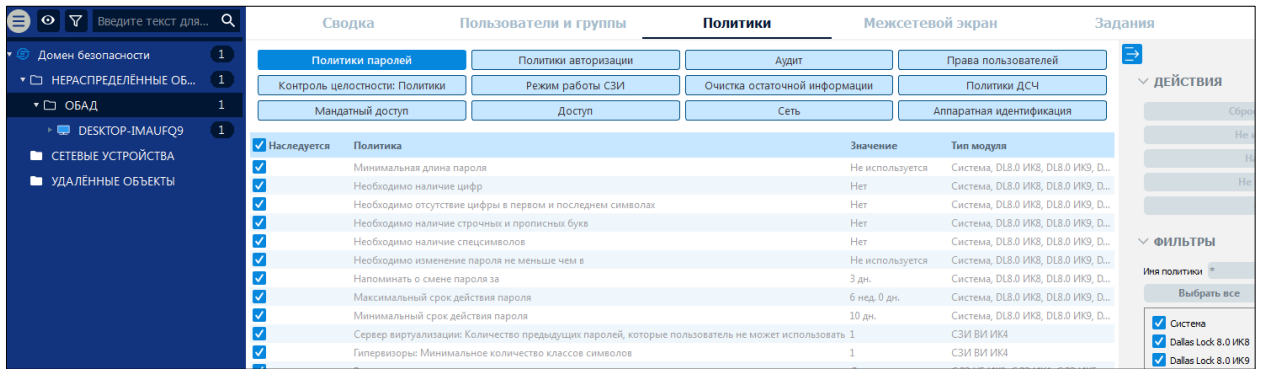 Введите текст для...
Сводка
Пользователи и группы
Политики
Межсетевой экран
Задания
Домен безопасности 1
НЕРАСПРЕДЕЛЁННЫЕ ОБ... 1
ОБАД 1
DESKTOP-IMAUFQ9 1
СЕТЕВЫЕ УСТРОЙСТВА
УДАЛЁННЫЕ ОБЪЕКТЫ
Политики паролей
Политики авторизации
Аудит
Права пользователей
Контроль целостности: Политики
Режим работы СЗИ
Очистка остаточной информации
Политики ДСЧ
Мандатный доступ
Доступ
Сеть
Аппаратная идентификация
Наследуется Политика Значение Тип модуля
Минимальная длина пароля Не используется Система, DL8.0 ИК8, DL8.0 ИК9, D...
Необходимо наличие цифр Нет Система, DL8.0 ИК8, DL8.0 ИК9, D...
Необходимо отсутствие цифры в первом и последнем символах Нет Система, DL8.0 ИК8, DL8.0 ИК9, D...
Необходимо наличие строчных и прописных букв Нет Система, DL8.0 ИК8, DL8.0 ИК9, D...
Необходимо наличие спецсимволов Нет Система, DL8.0 ИК8, DL8.0 ИК9, D...
Необходимо изменение пароля не меньше чем в Не используется Система, DL8.0 ИК8, DL8.0 ИК9, D...
Напоминать о смене пароля за 3 дн. Система, DL8.0 ИК8, DL8.0 ИК9, D...
Максимальный срок действия пароля 6 нед. 0 дн. Система, DL8.0 ИК8, DL8.0 ИК9, D...
Минимальный срок действия пароля 10 дн. Система, DL8.0 ИК8, DL8.0 ИК9, D...
Сервер виртуализации: Количество предыдущих паролей, которые пользователь не может использовать 1 СЗИ ВИ ИК4
Гипервизоры: Минимальное количество классов символов 1 СЗИ ВИ ИК4
ДЕЙСТВИЯ
Не
ФИЛЬТРЫ
Имя политики *
Выбрать все
Система
Dallas Lock 8.0 ИК8
Dallas Lock 8.0 ИК9